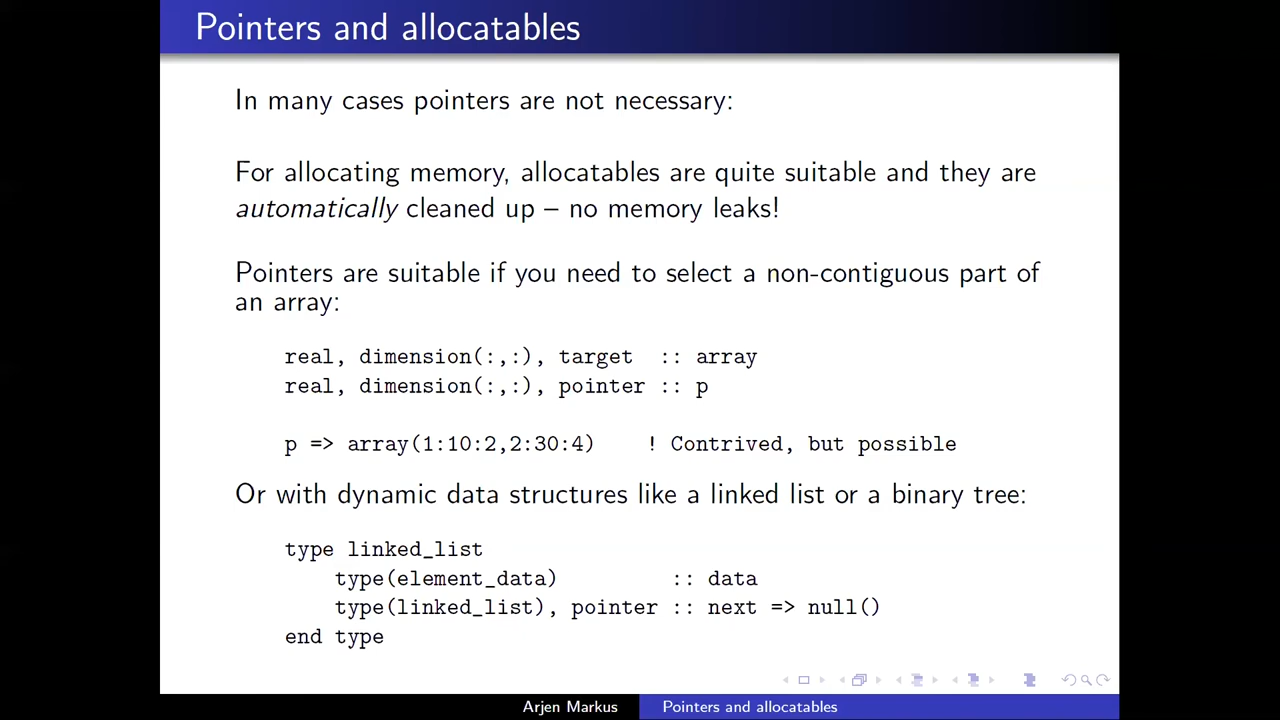 Pointers and allocatables
In many cases pointers are not necessary:
For allocating memory, allocatables are quite suitable and they are
automatically cleaned up – no memory leaks!
Pointers are suitable if you need to select a non-contiguous part of
an array:
real, dimension(:,:), target  :: array
real, dimension(:,:), pointer :: p
p => array(1:10:2,2:30:4)    ! Contrived, but possible
Or with dynamic data structures like a linked list or a binary tree:
type linked_list
    type(element_data)         :: data
    type(linked_list), pointer :: next => null()
end type
Arjen Markus
Pointers and allocatables